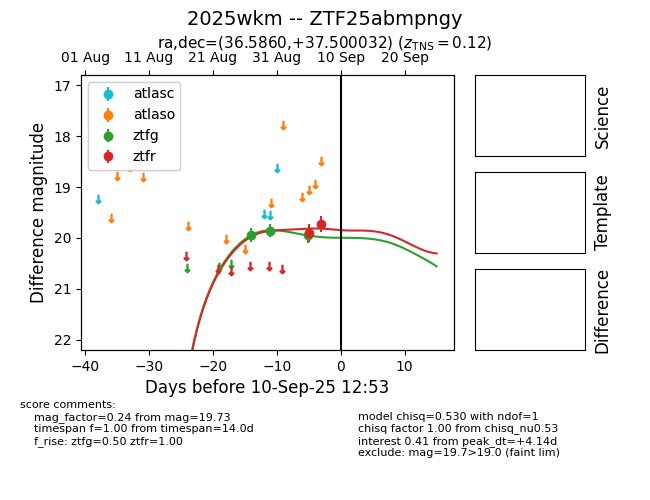 2025wkm -- ZTF25abmpngy
ra,dec=(36.5860,+37.500032) (z_TNS = 0.12)
01 Aug 11 Aug 21 Aug 31 Aug 10 Sep 20 Sep
atlasc
atlaso
ztfg
ztfr
17
18
19
20
21
22
Difference magnitude
−40 −30 −20 −10 0 10
Days before 10-Sep-25 12:53
Science
Template
Difference
score comments:
mag_factor=0.24 from mag=19.73
timespan f=1.00 from timespan=14.0d
f_rise: ztfg=0.50 ztfr=1.00
model chisq=0.530 with ndof=1
chisq factor 1.00 from chisq_nu0.53
interest 0.41 from peak_dt=+4.14d
exclude: mag=19.7>19.0 (faint lim)